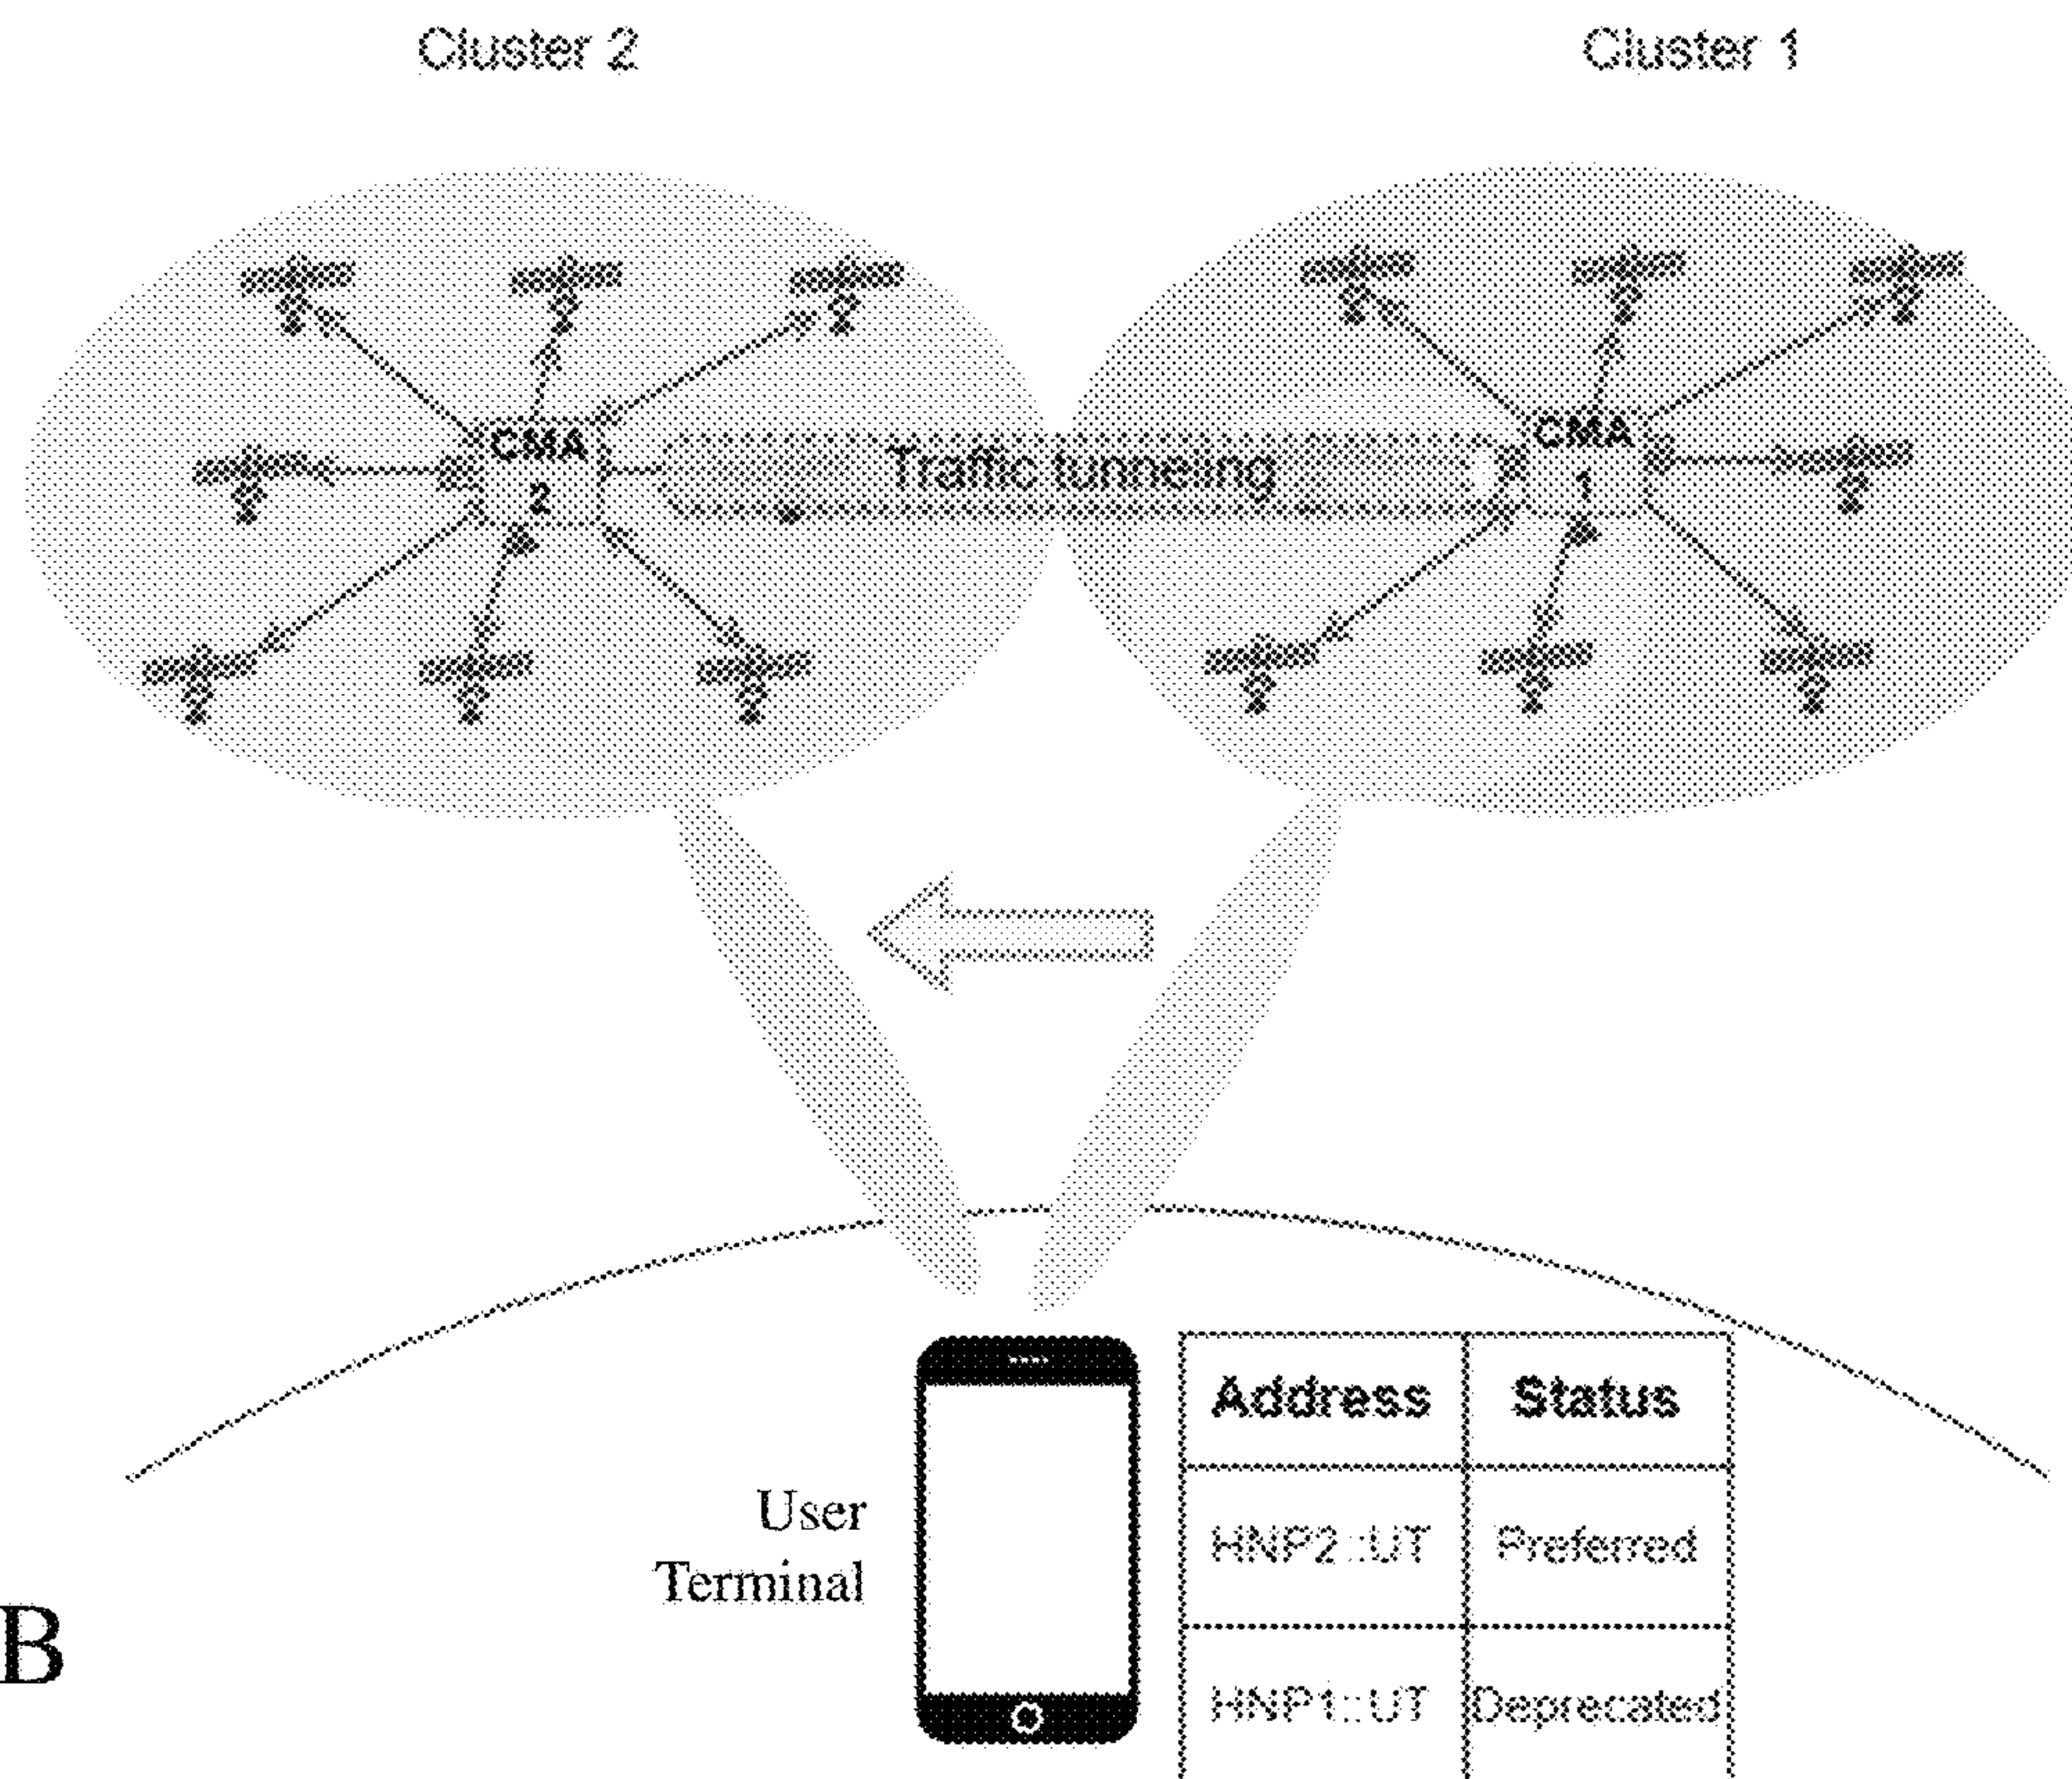 Cluster 2
Cluster 1
CMA
2
Traffic tunneling
CMA
1
User
Terminal
Address Status
HNP2::UT Preferred
HNP1::UT Deprecated
B